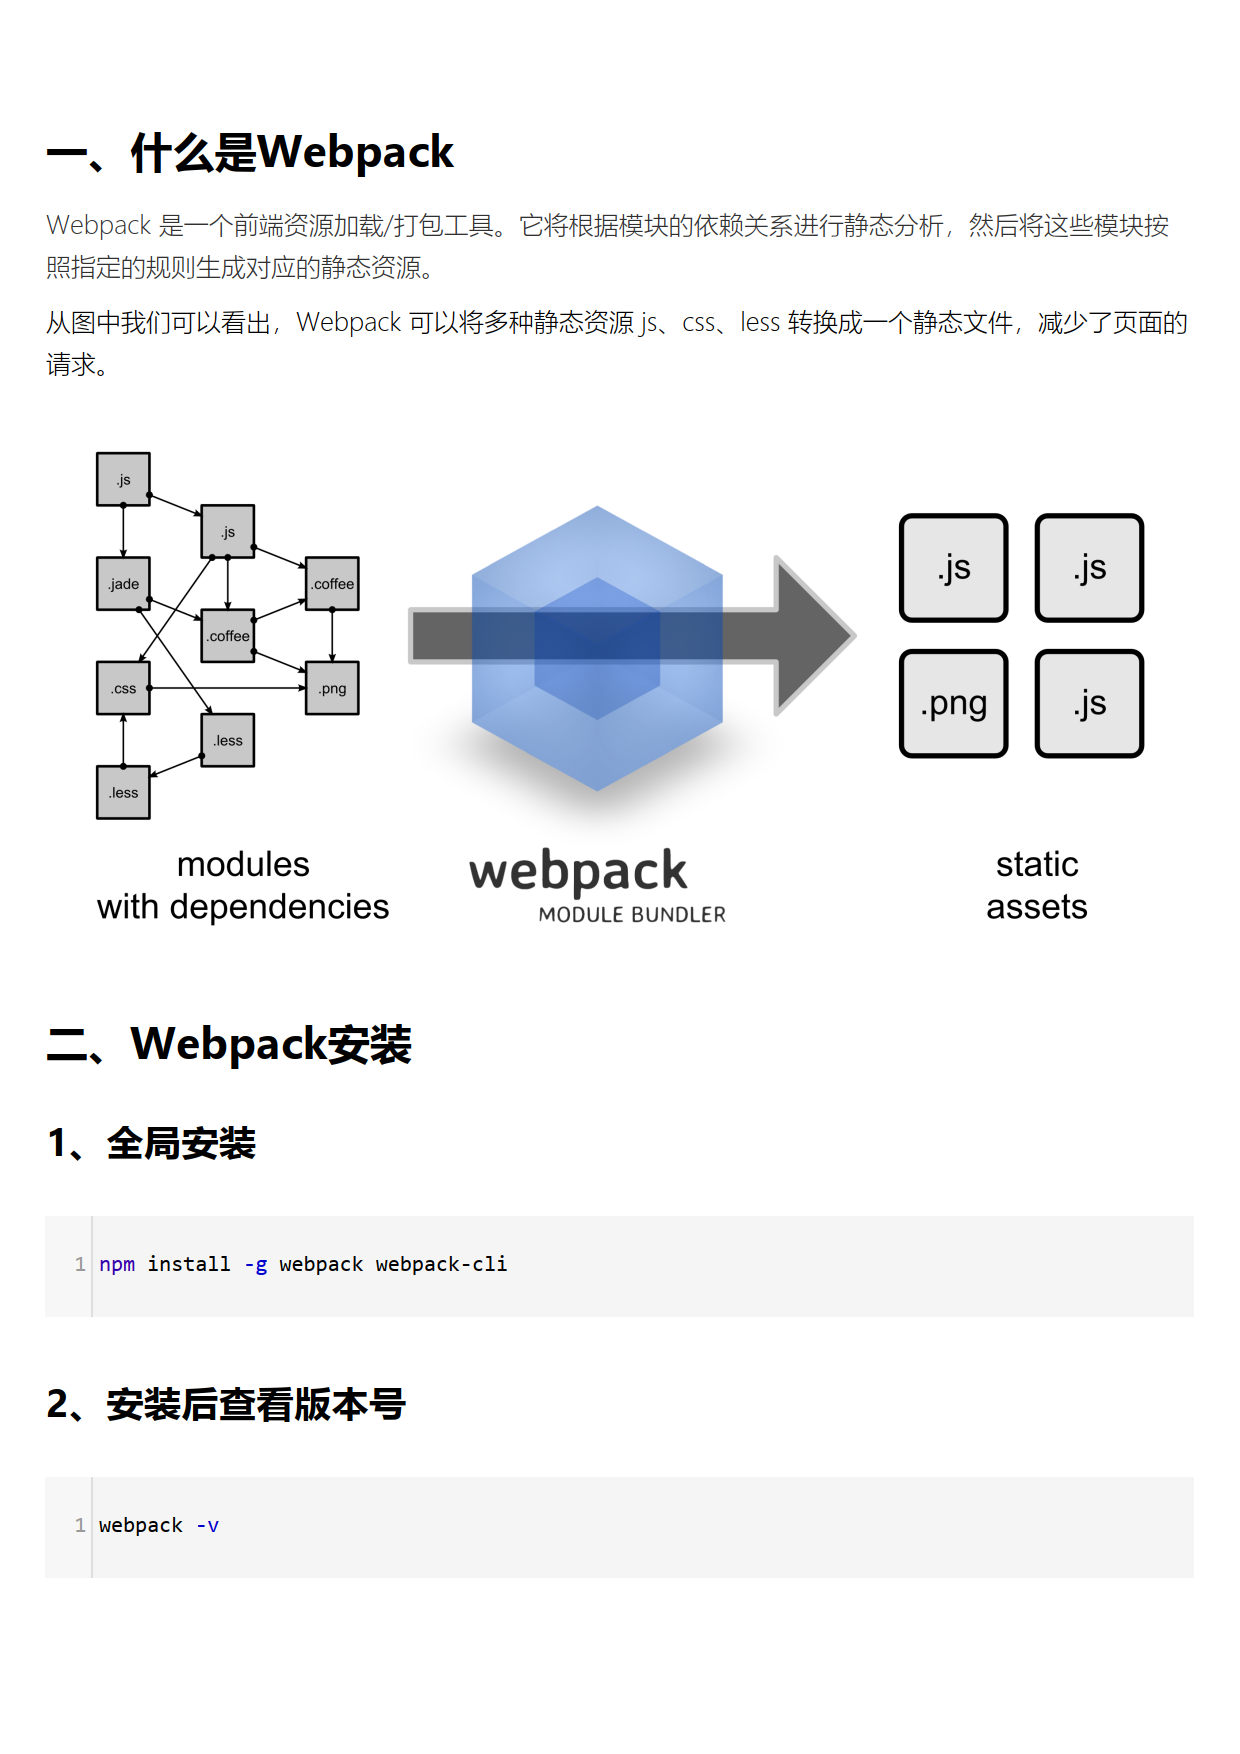 一、什么是Webpack
Webpack 是一个前端资源加载/打包工具。它将根据模块的依赖关系进行静态分析，然后将这些模块按
照指定的规则生成对应的静态资源。
从图中我们可以看出，Webpack 可以将多种静态资源 js、css、less 转换成一个静态文件，减少了页面的
请求。
.js
.js
.jade
.coffee
.coffee
.css
.png
.less
.less
modules
with dependencies
webpack
MODULE BUNDLER
.js
.js
.png
.js
static
assets
二、Webpack安装
1、全局安装
1 npm install -g webpack webpack-cli
2、安装后查看版本号
1 webpack -v